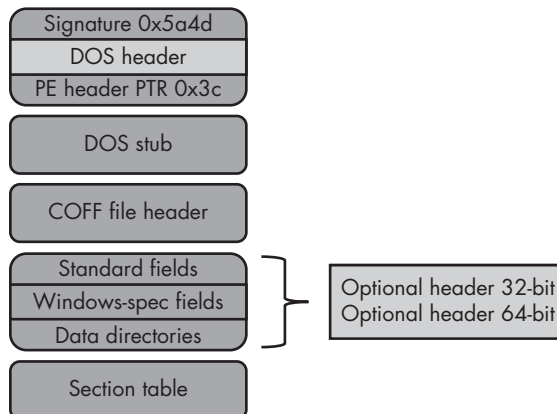 Signature 0x5a4d
DOS header
PE header PTR 0x3c
DOS stub
COFF file header
Standard fields
Windows-spec fields
Data directories
Optional header 32-bit
Optional header 64-bit
Section table